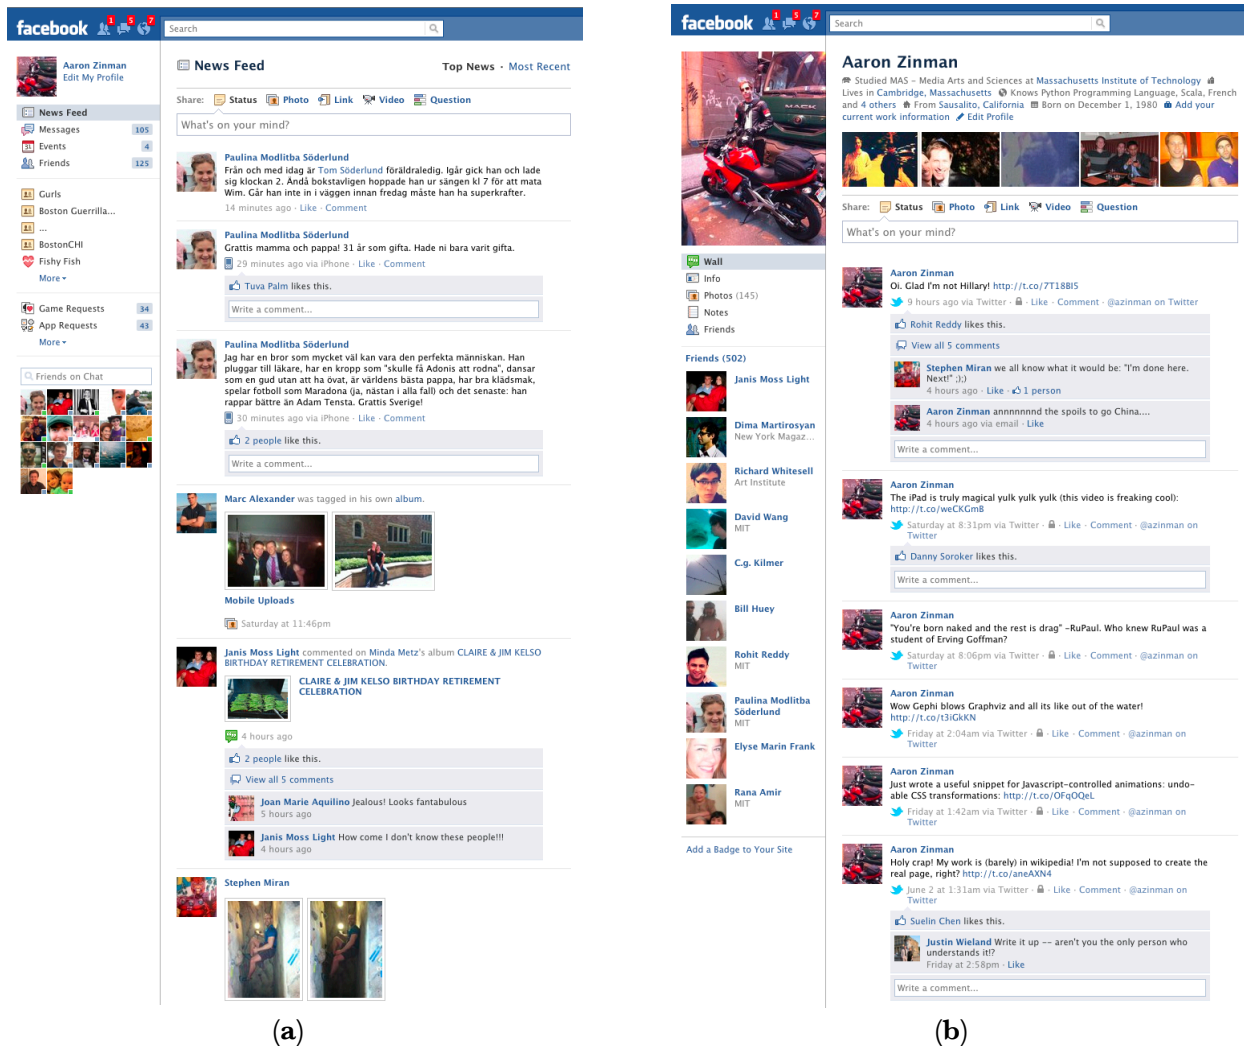 facebook
1
5
7
Search
Aaron Zinman
Edit My Profile
News Feed
Messages 105
Events 4
Friends 125
Gurls
Boston Guerrilla...
...
BostonCHI
Fishy Fish
More
Game Requests 34
App Requests 43
More
Friends on Chat
News Feed
Top News · Most Recent
Share: Status Photo Link Video Question
What's on your mind?
Paulina Modlitba Söderlund
Från och med idag är Tom Söderlund föräldraledig. Igår gick han och lade
sig klockan 2. Ändå bokstavligen hoppade han ur sängen kl 7 för att mata
Wim. Går han inte in i väggen innan fredag måste han ha superkrafter.
14 minutes ago · Like · Comment
Paulina Modlitba Söderlund
Grattis mamma och pappa! 31 år som gifta. Hade ni bara varit gifta.
29 minutes ago via iPhone · Like · Comment
Tuva Palm likes this.
Write a comment...
Paulina Modlitba Söderlund
Jag har en bror som mycket väl kan vara den perfekta människan. Han
pluggar till läkare, har en kropp som "skulle få Adonis att rodna", dansar
som en gud utan att ha övat, är världens bästa pappa, har bra klädsmak,
spelar fotboll som Maradona (ja, nästan i alla fall) och det senaste: han
rappar bättre än Adam Tensta. Grattis Sverige!
30 minutes ago via iPhone · Like · Comment
2 people like this.
Write a comment...
Marc Alexander was tagged in his own album.
Mobile Uploads
Saturday at 11:46pm
Janis Moss Light commented on Minda Metz's album CLAIRE & JIM KELSO
BIRTHDAY RETIREMENT CELEBRATION.
CLAIRE & JIM KELSO BIRTHDAY RETIREMENT
CELEBRATION
4 hours ago
2 people like this.
View all 5 comments
Joan Marie Aquilino Jealous! Looks fantabulous
5 hours ago
Janis Moss Light How come I don't know these people!!!
4 hours ago
Stephen Miran
(a)
facebook
1
5
7
Search
MACK
Wall
Info
Photos (145)
Notes
Friends
Friends (502)
Janis Moss Light
Dima Martirosyan
New York Magaz...
Richard Whitesell
Art Institute
David Wang
MIT
C.g. Kilmer
Bill Huey
Rohit Reddy
MIT
Paulina Modlitba
Söderlund
MIT
Elyse Marin Frank
Rana Amir
MIT
Add a Badge to Your Site
Aaron Zinman
Studied MAS - Media Arts and Sciences at Massachusetts Institute of Technology
Lives in Cambridge, Massachusetts Knows Python Programming Language, Scala, French
and 4 others From Sausalito, California Born on December 1, 1980 Add your
current work information Edit Profile
Share: Status Photo Link Video Question
What's on your mind?
Aaron Zinman
Oi. Glad I'm not Hillary! http://t.co/7T18BI5
9 hours ago via Twitter · Like · Comment · @azinman on Twitter
Rohit Reddy likes this.
View all 5 comments
Stephen Miran we all know what it would be: "I'm done here.
Next!" ;);)
4 hours ago · Like · 1 person
Aaron Zinman annnnnnnd the spoils to go China....
4 hours ago via email · Like
Write a comment...
Aaron Zinman
The iPad is truly magical yulk yulk yulk (this video is freaking cool):
http://t.co/weCKGmB
Saturday at 8:31pm via Twitter · Like · Comment · @azinman on
Twitter
Danny Soroker likes this.
Write a comment...
Aaron Zinman
"You're born naked and the rest is drag" -RuPaul. Who knew RuPaul was a
student of Erving Goffman?
Saturday at 8:06pm via Twitter · Like · Comment · @azinman on
Twitter
Aaron Zinman
Wow Gephi blows Graphviz and all its like out of the water!
http://t.co/t3iGkKN
Friday at 2:04am via Twitter · Like · Comment · @azinman on
Twitter
Aaron Zinman
Just wrote a useful snippet for Javascript-controlled animations: undo-
able CSS transformations: http://t.co/OFqOQeL
Friday at 1:42am via Twitter · Like · Comment · @azinman on
Twitter
Aaron Zinman
Holy crap! My work is (barely) in wikipedia! I'm not supposed to create the
real page, right? http://t.co/aneAXN4
June 2 at 1:31am via Twitter · Like · Comment · @azinman on
Twitter
Suelin Chen likes this.
Justin Wieland Write it up -- aren't you the only person who
understands it!?
Friday at 2:58pm · Like
Write a comment...
(b)